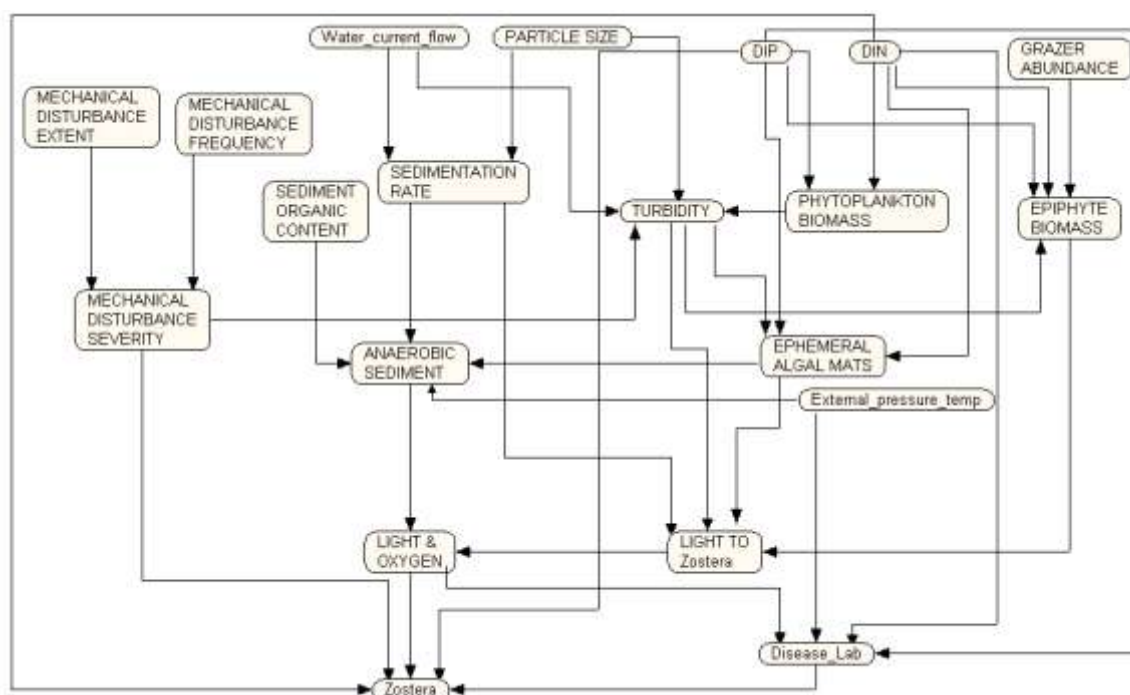 Water_current_flow
PARTICLE SIZE
DIP
DIN
GRAZER
ABUNDANCE
MECHANICAL
DISTURBANCE
EXTENT
MECHANICAL
DISTURBANCE
FREQUENCY
SEDIMENTATION
RATE
SEDIMENT
ORGANIC
CONTENT
TURBIDITY
PHYTOPLANKTON
BIOMASS
EPIPHYTE
BIOMASS
MECHANICAL
DISTURBANCE
SEVERITY
ANAEROBIC
SEDIMENT
EPHEMERAL
ALGAL MATS
External_pressure_temp
LIGHT &
OXYGEN
LIGHT TO
Zostera
Disease_Lab
Zostera